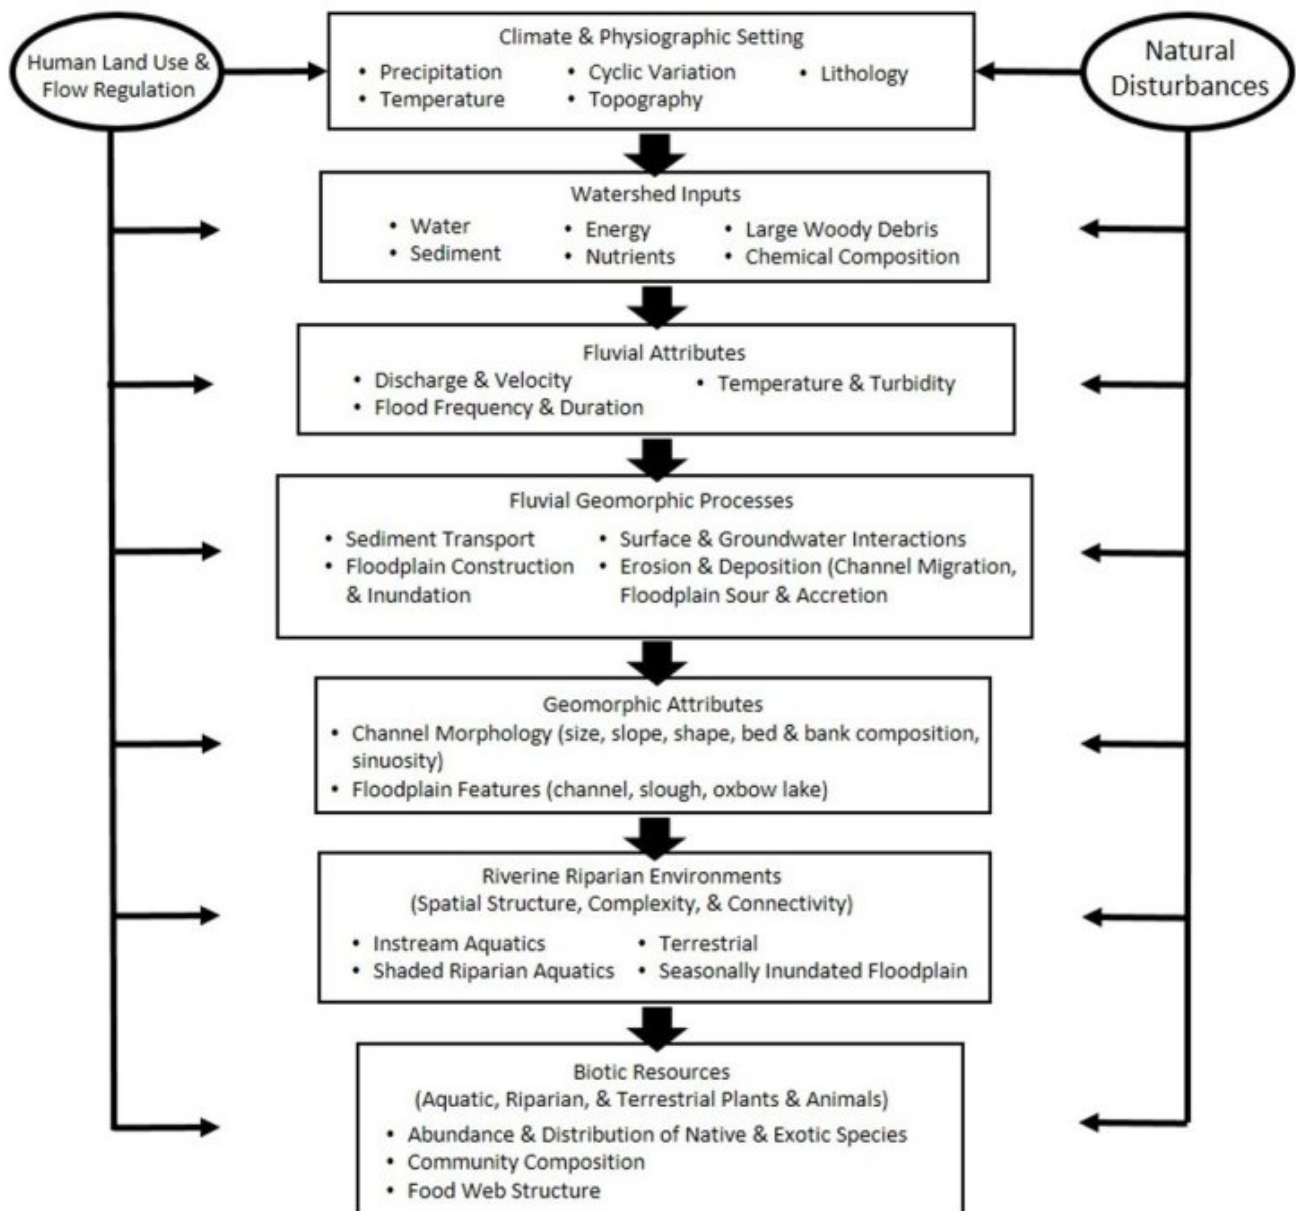 Human Land Use &
Flow Regulation
Climate & Physiographic Setting
• Precipitation
• Temperature
• Cyclic Variation
• Topography
• Lithology
Natural
Disturbances
Watershed Inputs
• Water
• Sediment
• Energy
• Nutrients
• Large Woody Debris
• Chemical Composition
Fluvial Attributes
• Discharge & Velocity
• Flood Frequency & Duration
• Temperature & Turbidity
Fluvial Geomorphic Processes
• Sediment Transport
• Floodplain Construction
& Inundation
• Surface & Groundwater Interactions
• Erosion & Deposition (Channel Migration,
Floodplain Sour & Accretion
Geomorphic Attributes
• Channel Morphology (size, slope, shape, bed & bank composition,
sinuosity)
• Floodplain Features (channel, slough, oxbow lake)
Riverine Riparian Environments
(Spatial Structure, Complexity, & Connectivity)
• Instream Aquatics
• Shaded Riparian Aquatics
• Terrestrial
• Seasonally Inundated Floodplain
Biotic Resources
(Aquatic, Riparian, & Terrestrial Plants & Animals)
• Abundance & Distribution of Native & Exotic Species
• Community Composition
• Food Web Structure